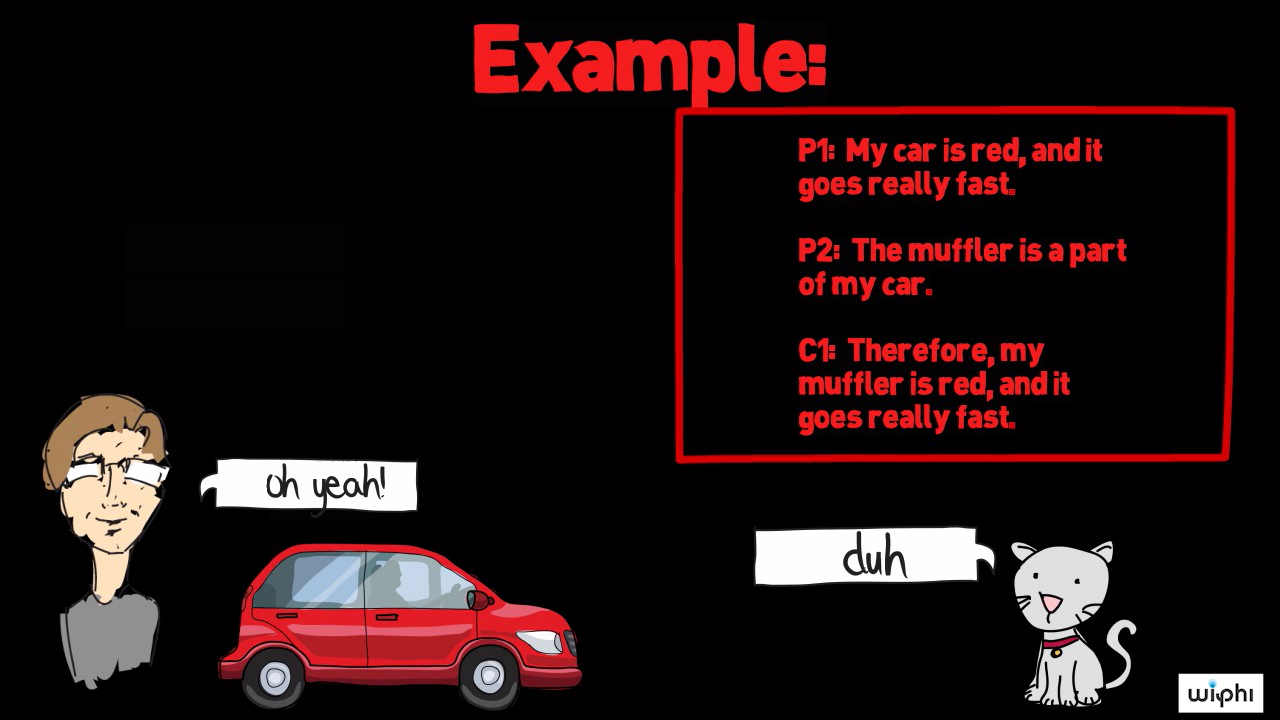 Example:
P1: My car is red, and it
goes really fast.
P2: The muffler is a part
of my car.
C1: Therefore, my
muffler is red, and it
goes really fast.
oh yeah!
duh
wiphi